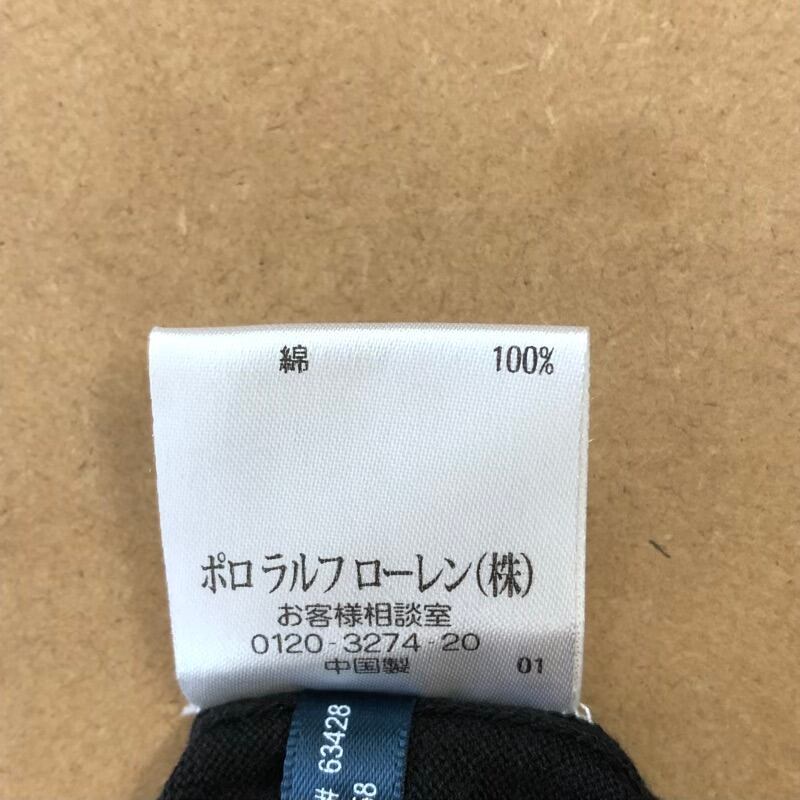 綿 100%
ポロ ラルフ ローレン(株)
お客様相談室
0120-3274-20
中国製 01
# 63428
58